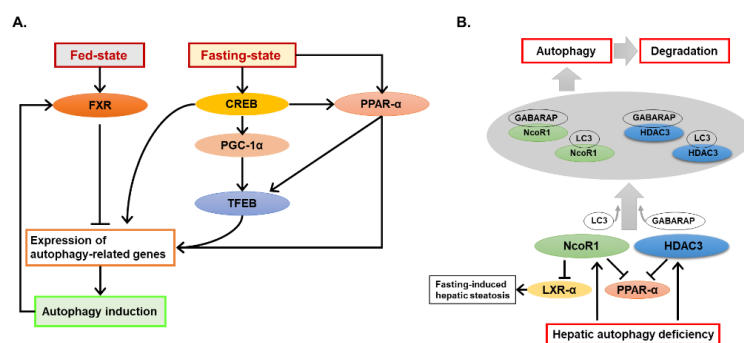 A.
Fed-state
Fasting-state
FXR
CREB
PPAR-α
PGC-1α
TFEB
Expression of
autophagy-related genes
Autophagy induction
B.
Autophagy
Degradation
GABARAP
NcoR1
LC3
NcoR1
GABARAP
HDAC3
LC3
HDAC3
LC3
GABARAP
NcoR1
HDAC3
Fasting-induced
hepatic steatosis
LXR-α
PPAR-α
Hepatic autophagy deficiency